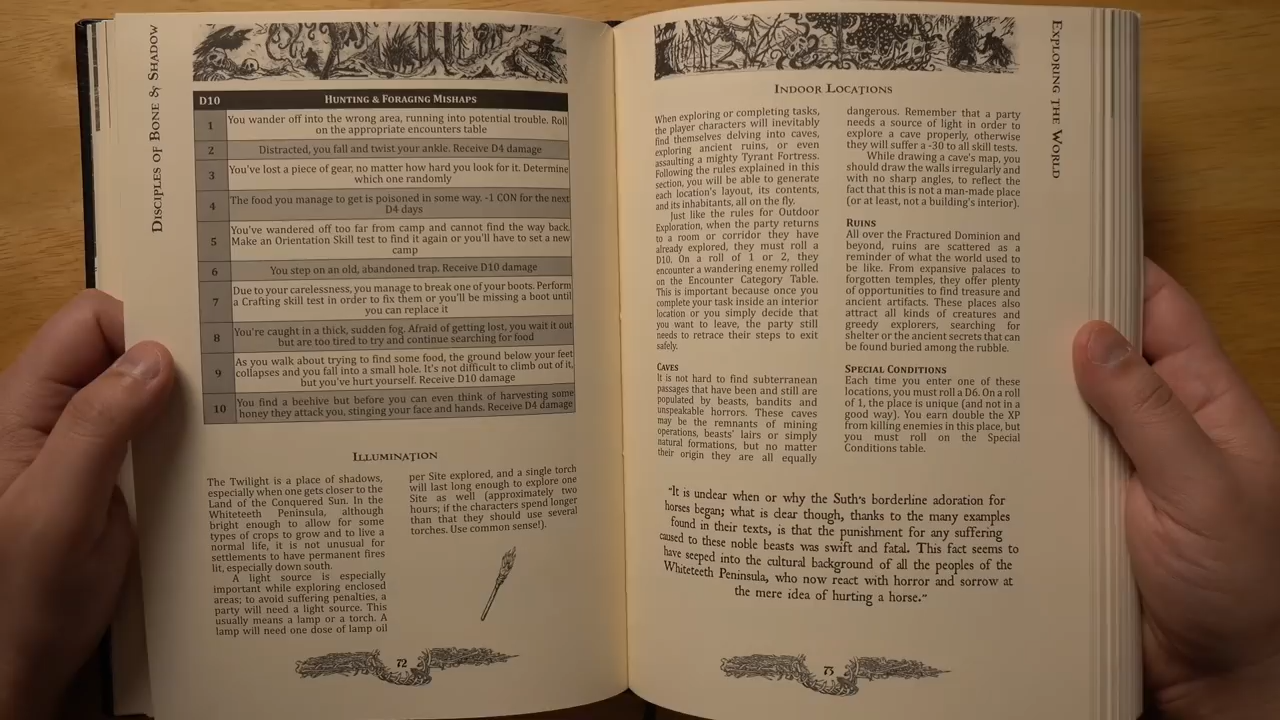 DISCIPLES OF BONE & SHADOW
D10 HUNTING & FORAGING MISHAPS
1 You wander off into the wrong area, running into potential trouble. Roll
on the appropriate encounters table
2 Distracted, you fall and twist your ankle. Receive D4 damage
3 You've lost a piece of gear, no matter how hard you look for it. Determine
which one randomly
4 The food you manage to get is poisoned in some way. -1 CON for the next
D4 days
5 You've wandered off too far from camp and cannot find the way back.
Make an Orientation Skill test to find it again or you'll have to set a new
camp
6 You step on an old, abandoned trap. Receive D10 damage
7 Due to your carelessness, you manage to break one of your boots. Perform
a Crafting skill test in order to fix them or you'll be missing a boot until
you can replace it
8 You're caught in a thick, sudden fog. Afraid of getting lost, you wait it out
but are too tired to try and continue searching for food
9 As you walk about trying to find some food, the ground below your feet
collapses and you fall into a small hole. It's not difficult to climb out of it,
but you've hurt yourself. Receive D10 damage
10 You find a beehive but before you can even think of harvesting some
honey they attack you, stinging your face and hands. Receive D4 damage
ILLUMINATION
The Twilight is a place of shadows,
especially when one gets closer to the
Land of the Conquered Sun. In the
Whiteteeth Peninsula, although
bright enough to allow for some
types of crops to grow and to live a
normal life, it is not unusual for
settlements to have permanent fires
lit, especially down south.
A light source is especially
important while exploring enclosed
areas; to avoid suffering penalties, a
party will need a light source. This
usually means a lamp or a torch. A
lamp will need one dose of lamp oil
per Site explored, and a single torch
will last long enough to explore one
Site as well (approximately two
hours; if the characters spend longer
than that they should use several
torches. Use common sense!).
72
EXPLORING THE WORLD
INDOOR LOCATIONS
When exploring or completing tasks,
the player characters will inevitably
find themselves delving into caves,
exploring ancient ruins, or even
assaulting a mighty Tyrant Fortress.
Following the rules explained in this
section, you will be able to generate
each location's layout, its contents,
and its inhabitants, all on the fly.
Just like the rules for Outdoor
Exploration, when the party returns
to a room or corridor they have
already explored, they must roll a
D10. On a roll of 1 or 2, they
encounter a wandering enemy rolled
on the Encounter Category Table.
This is important because once you
complete your task inside an interior
location or you simply decide that
you want to leave, the party still
needs to retrace their steps to exit
safely.
CAVES
It is not hard to find subterranean
passages that have been and still are
populated by beasts, bandits and
unspeakable horrors. These caves
may be the remnants of mining
operations, beasts' lairs or simply
natural formations, but no matter
their origin they are all equally
dangerous. Remember that a party
needs a source of light in order to
explore a cave properly, otherwise
they will suffer a -30 to all skill tests.
While drawing a cave's map, you
should draw the walls irregularly and
with no sharp angles, to reflect the
fact that this is not a man-made place
(or at least, not a building's interior).
RUINS
All over the Fractured Dominion and
beyond, ruins are scattered as a
reminder of what the world used to
be like. From expansive palaces to
forgotten temples, they offer plenty
of opportunities to find treasure and
ancient artifacts. These places also
attract all kinds of creatures and
greedy explorers, searching for
shelter or the ancient secrets that can
be found buried among the rubble.
SPECIAL CONDITIONS
Each time you enter one of these
locations, you must roll a D6. On a roll
of 1, the place is unique (and not in a
good way). You earn double the XP
from killing enemies in this place, but
you must roll on the Special
Conditions table.
"It is unclear when or why the Suth's borderline adoration for
horses began; what is clear though, thanks to the many examples
found in their texts, is that the punishment for any suffering
caused to these noble beasts was swift and fatal. This fact seems to
have seeped into the cultural background of all the peoples of the
Whiteteeth Peninsula, who now react with horror and sorrow at
the mere idea of hurting a horse."
73